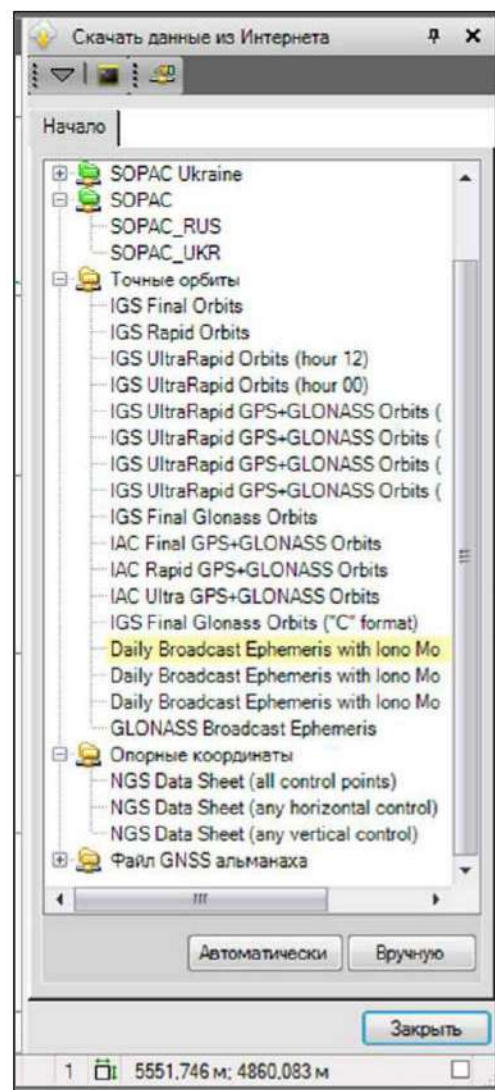 Скачать данные из Интернета
Начало
SOPAC Ukraine
SOPAC
SOPAC_RUS
SOPAC_UKR
Точные орбиты
IGS Final Orbits
IGS Rapid Orbits
IGS UltraRapid Orbits (hour 12)
IGS UltraRapid Orbits (hour 00)
IGS UltraRapid GPS+GLONASS Orbits (
IGS UltraRapid GPS+GLONASS Orbits (
IGS UltraRapid GPS+GLONASS Orbits (
IGS UltraRapid GPS+GLONASS Orbits (
IGS Final Glonass Orbits
IAC Final GPS+GLONASS Orbits
IAC Rapid GPS+GLONASS Orbits
IAC Ultra GPS+GLONASS Orbits
IGS Final Glonass Orbits ("C" format)
Daily Broadcast Ephemeris with Iono Mo
Daily Broadcast Ephemeris with Iono Mo
Daily Broadcast Ephemeris with Iono Mo
GLONASS Broadcast Ephemeris
Опорные координаты
NGS Data Sheet (all control points)
NGS Data Sheet (any horizontal control)
NGS Data Sheet (any vertical control)
Файл GNSS альманаха
Автоматически Вручную
Закрыть
1 5551,746 м; 4860,083 м